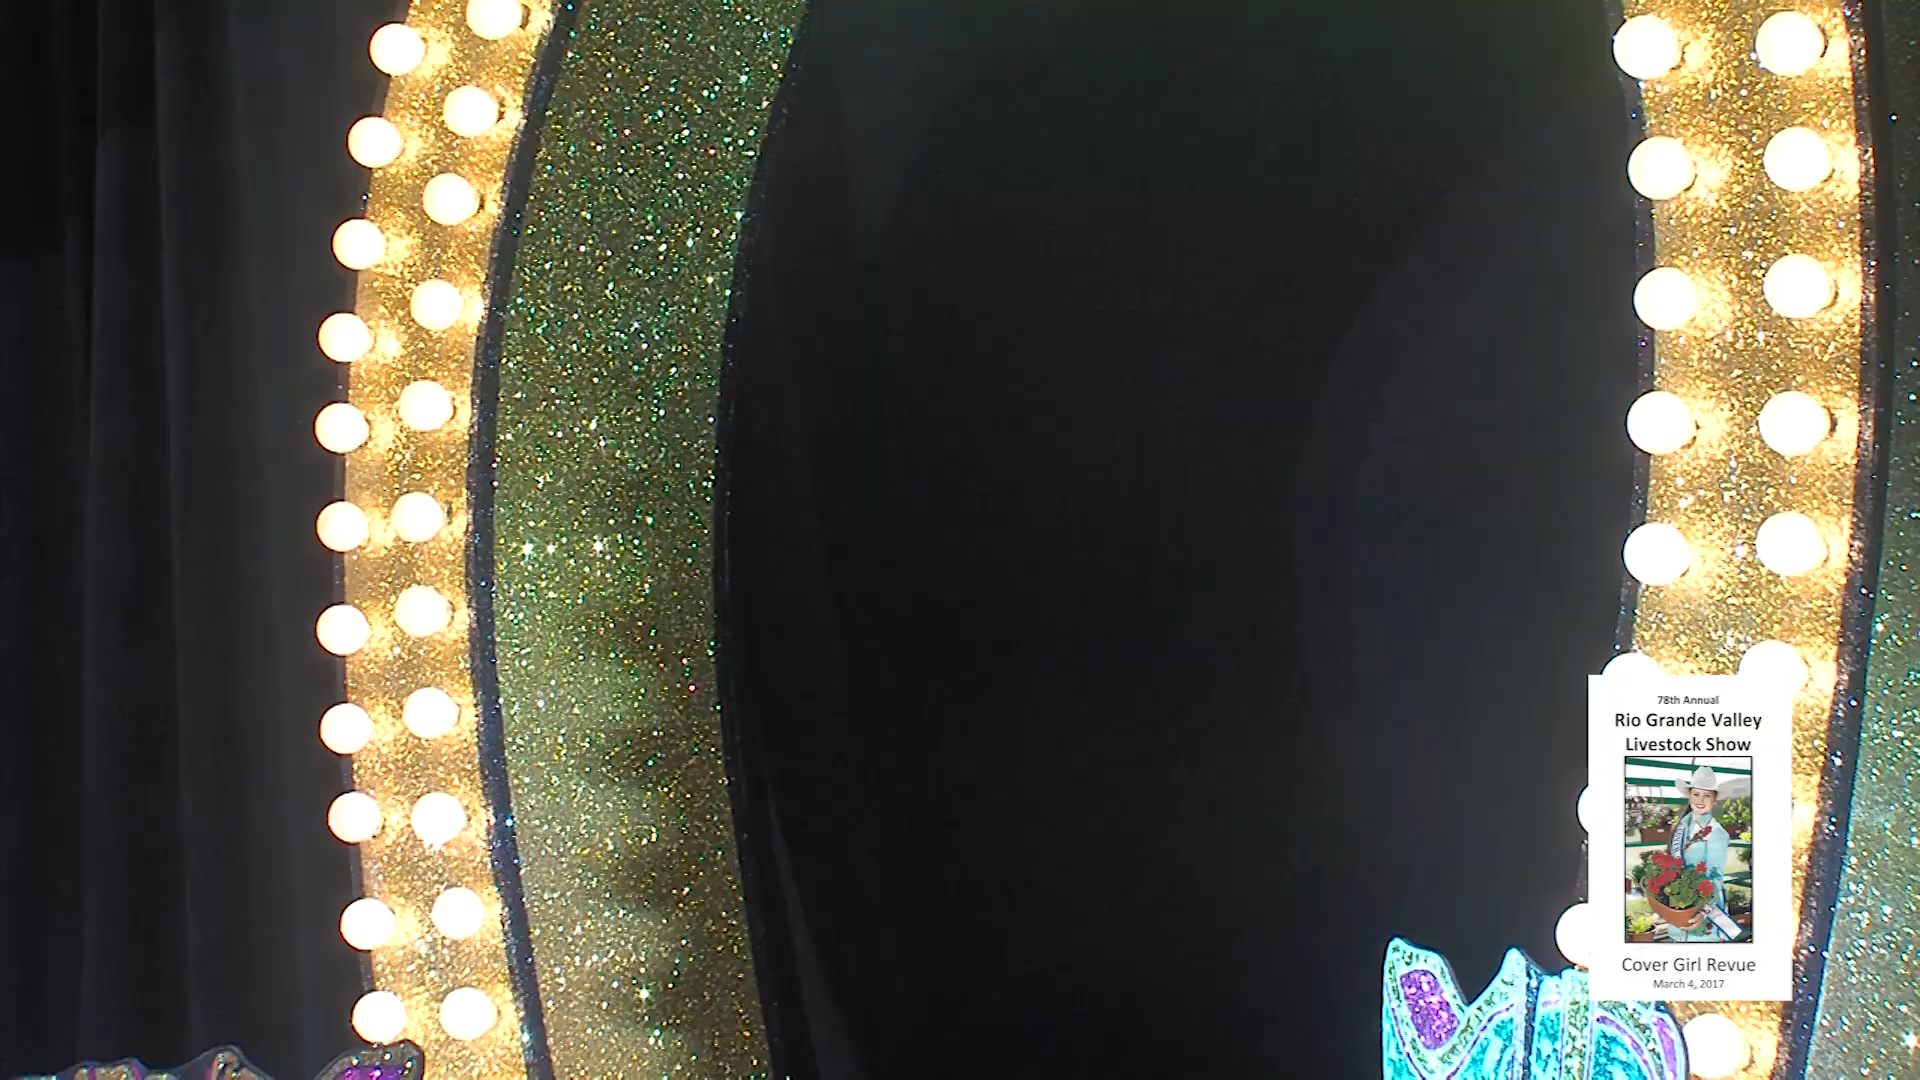 78th Annual
Rio Grande Valley
Livestock Show
Cover Girl Revue
March 4, 2017